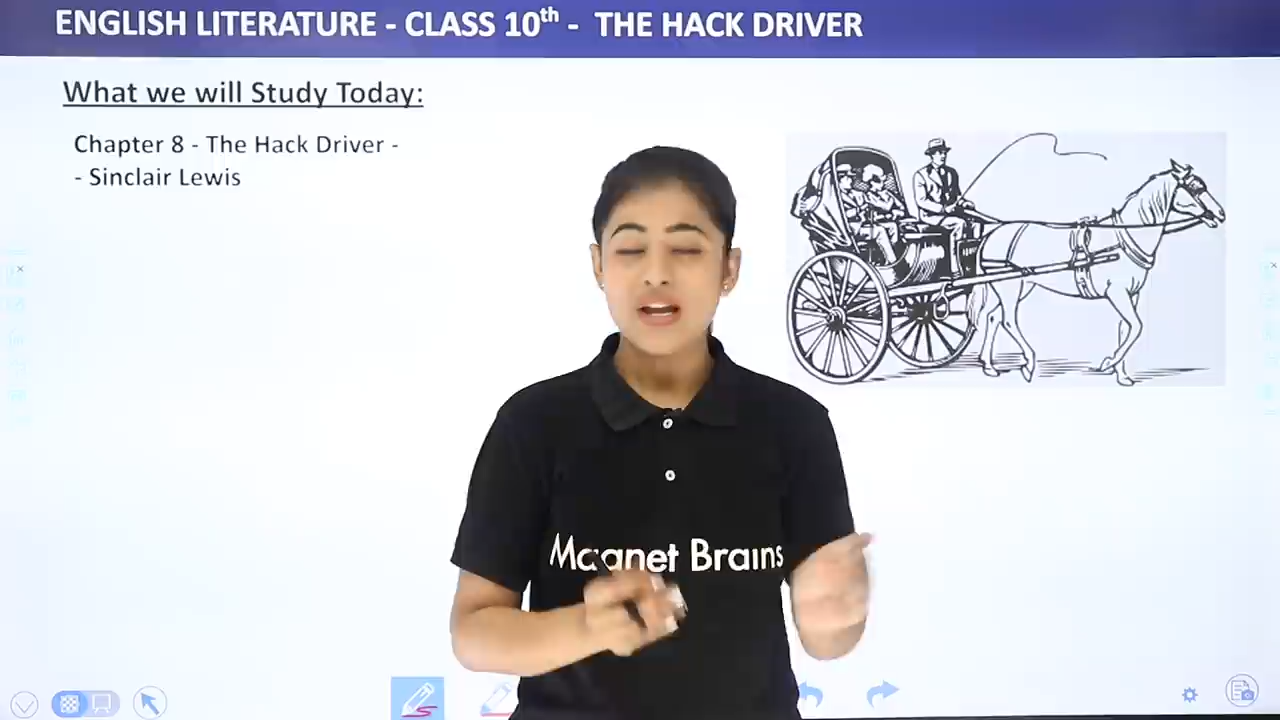 ENGLISH LITERATURE - CLASS 10th - THE HACK DRIVER
What we will Study Today:
Chapter 8 - The Hack Driver -
- Sinclair Lewis
Magnet Brains